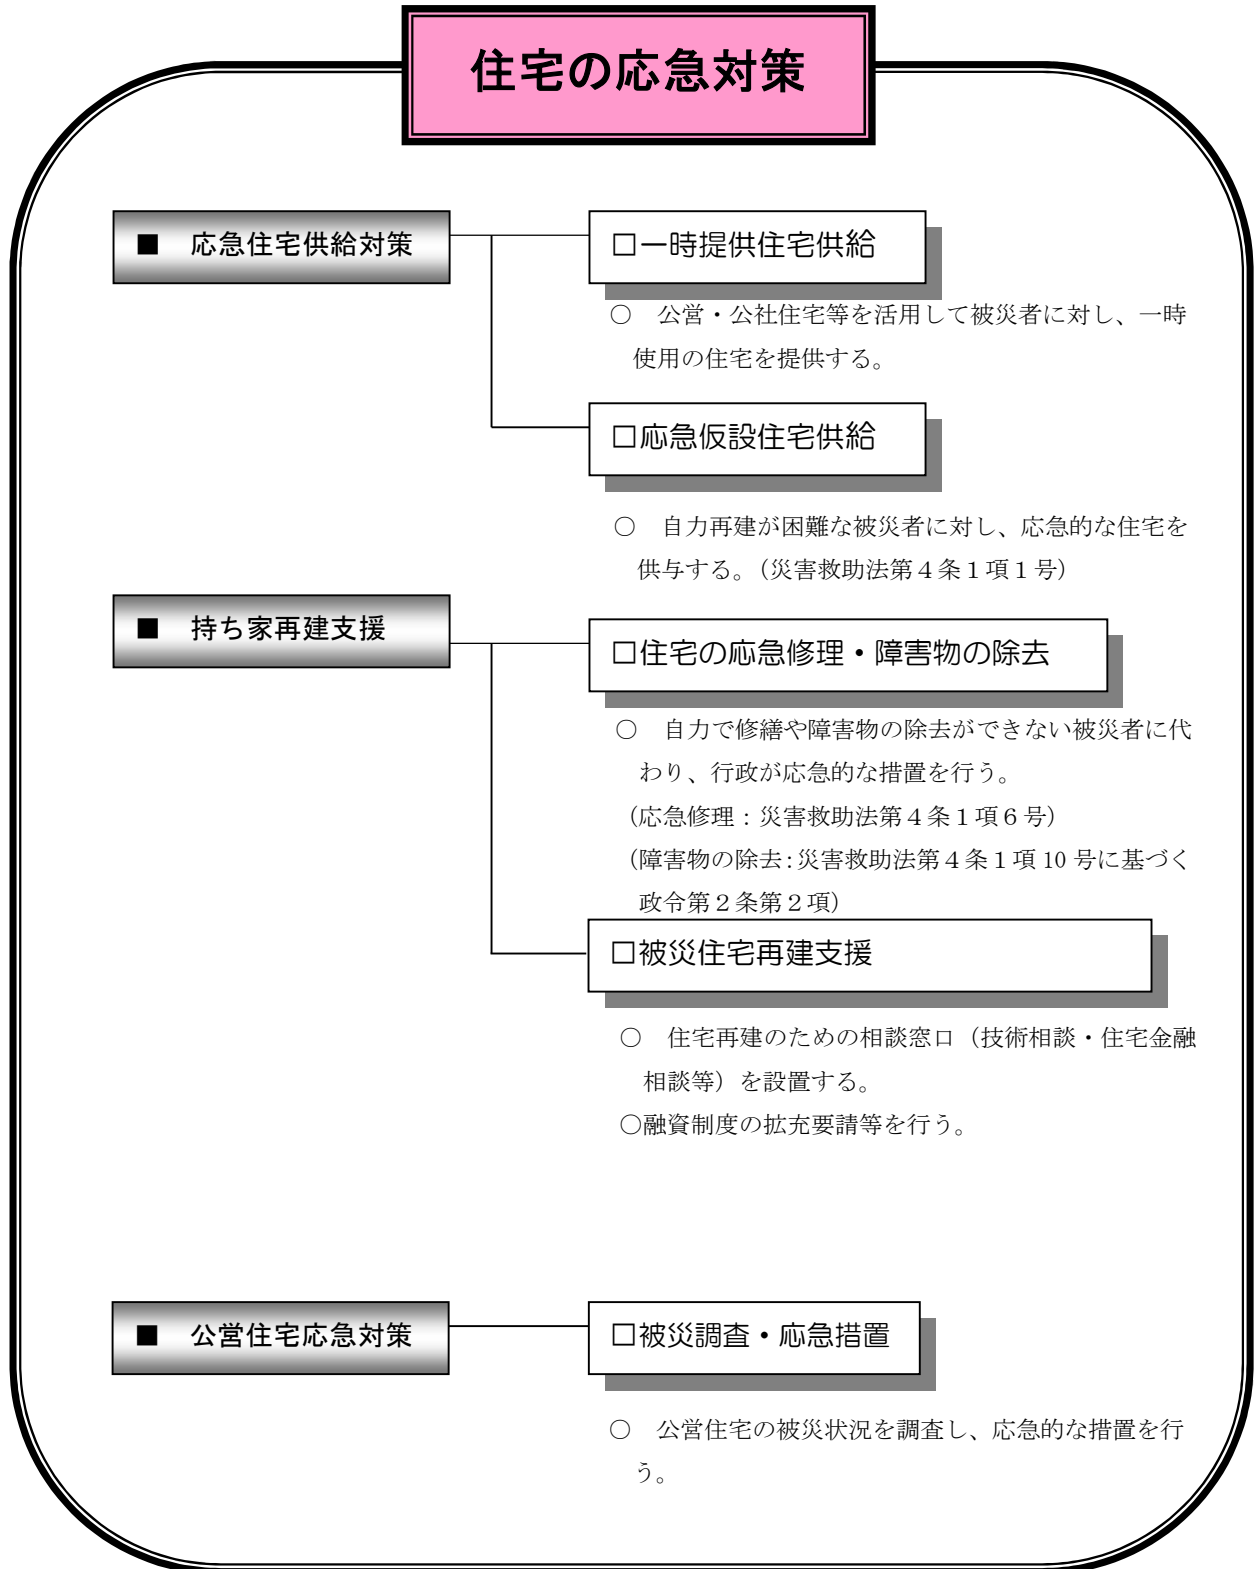 住宅の応急対策
■　応急住宅供給対策
□一時提供住宅供給
○　公営・公社住宅等を活用して被災者に対し、一時
使用の住宅を提供する。
□応急仮設住宅供給
○　自力再建が困難な被災者に対し、応急的な住宅を
供与する。（災害救助法第４条１項１号）
■　持ち家再建支援
□住宅の応急修理・障害物の除去
○　自力で修繕や障害物の除去ができない被災者に代
わり、行政が応急的な措置を行う。
（応急修理：災害救助法第４条１項６号）
（障害物の除去：災害救助法第４条１項 10 号に基づく
政令第２条第２項）
□被災住宅再建支援
○　住宅再建のための相談窓口（技術相談・住宅金融
相談等）を設置する。
○融資制度の拡充要請等を行う。
■　公営住宅応急対策
□被災調査・応急措置
○　公営住宅の被災状況を調査し、応急的な措置を行
う。